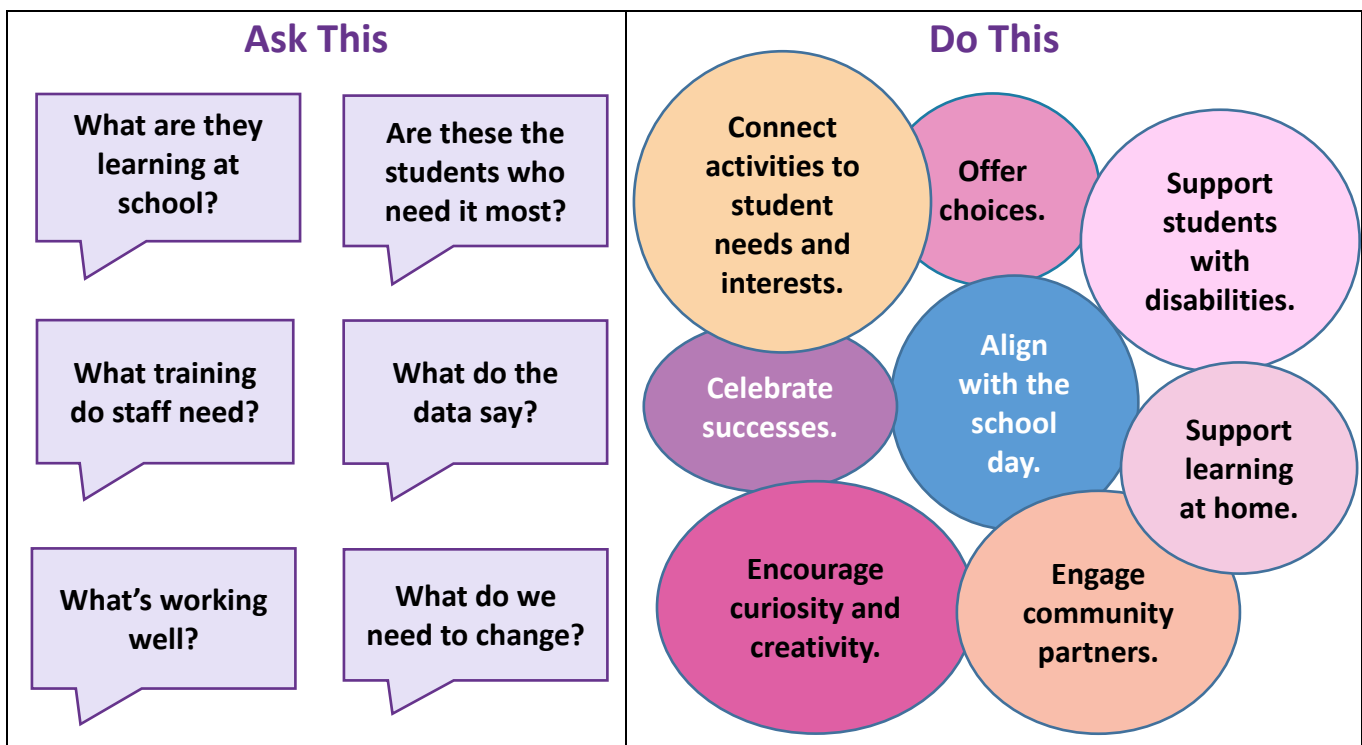 Ask This
What are they
learning at
school?
Are these the
students who
need it most?
What training
do staff need?
What do the
data say?
What’s working
well?
What do we
need to change?
Do This
Connect
activities to
student
needs and
interests.
Offer
choices.
Support
students
with
disabilities.
Celebrate
successes.
Align
with the
school
day.
Support
learning
at home.
Encourage
curiosity and
creativity.
Engage
community
partners.